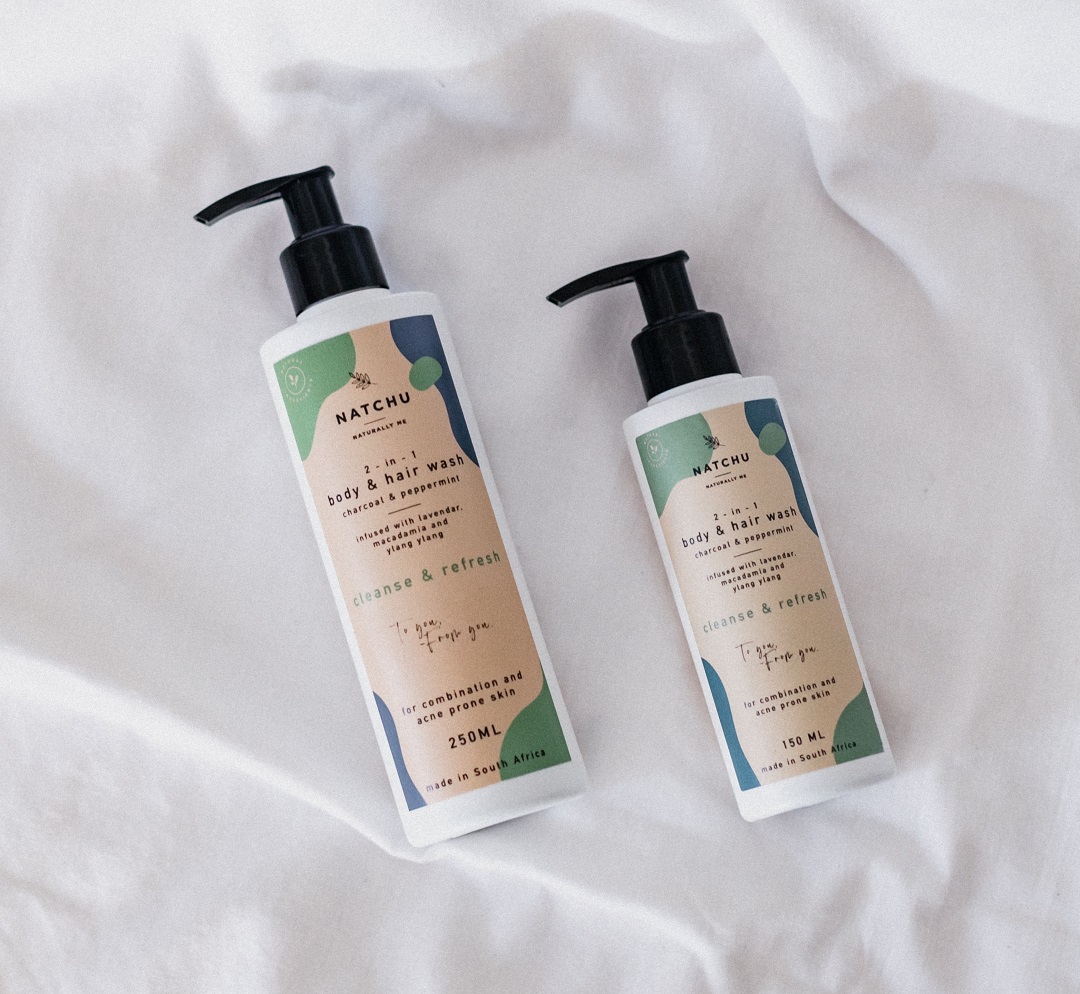 NATCHU
NATURALLY ME
2 - in - 1
body & hair wash
charcoal & peppermint
infused with lavendar,
macadamia and
ylang ylang
cleanse & refresh
To you,
From you.
for combination and
acne prone skin
250ML
made in South Africa
NATCHU
NATURALLY ME
2 - in - 1
body & hair wash
charcoal & peppermint
infused with lavendar,
macadamia and
ylang ylang
cleanse & refresh
To you,
From you.
for combination and
acne prone skin
150 ML
made in South Africa